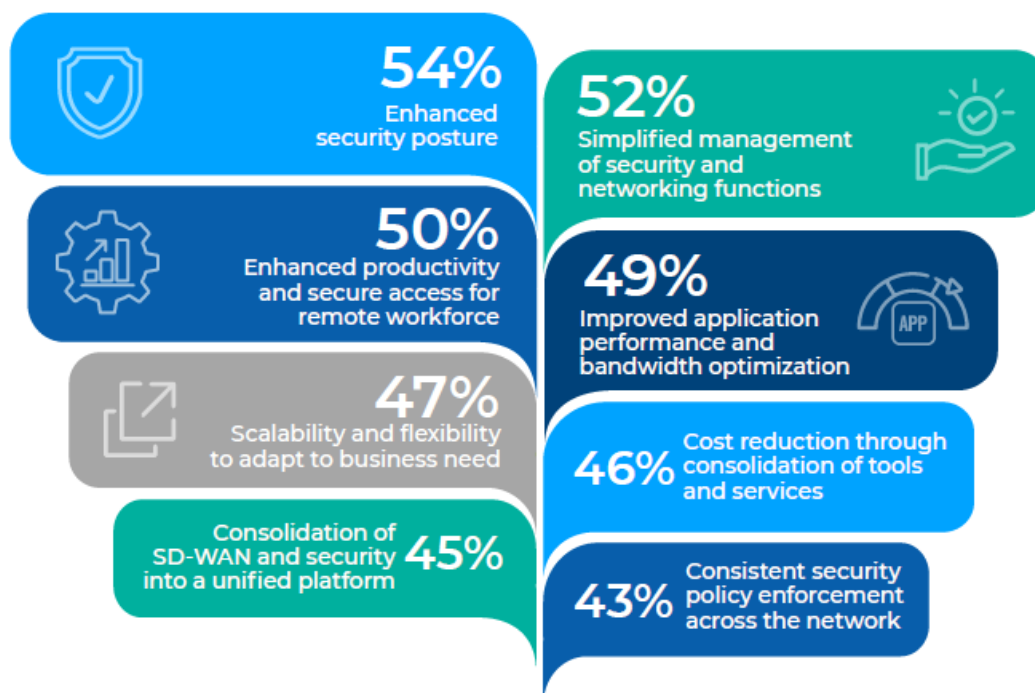 54%
Enhanced
security posture
52%
Simplified management
of security and
networking functions
50%
Enhanced productivity
and secure access for
remote workforce
49%
Improved application
performance and
bandwidth optimization
APP
47%
Scalability and flexibility
to adapt to business need
46%
Cost reduction through
consolidation of tools
and services
Consolidation of
SD-WAN and security
into a unified platform
45%
43%
Consistent security
policy enforcement
across the network